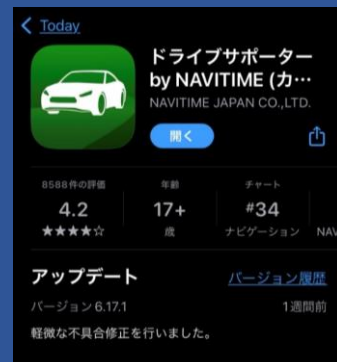 Today
ドライブサポーター
by NAVITIME (カ…
NAVITIME JAPAN CO.,LTD.
開く
8588件の評価
年齢
チャート
4.2
17+
#34
★★★★☆
歳
ナビゲーション
NAV
アップデート
バージョン履歴
バージョン 6.17.1
1週間前
軽微な不具合修正を行いました。